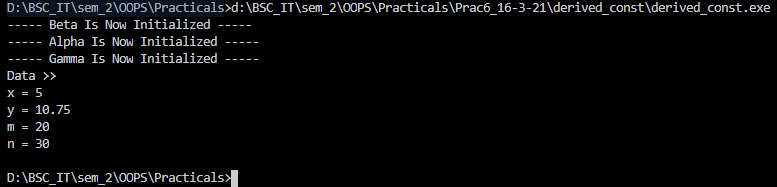 D:\BSC_IT\sem_2\OOPS\Practicals>d:\BSC_IT\sem_2\OOPS\Practicals\Prac6_16-3-21\derived_const\derived_const.exe
----- Beta Is Now Initialized -----
----- Alpha Is Now Initialized -----
----- Gamma Is Now Initialized -----
Data >>
x = 5
y = 10.75
m = 20
n = 30
D:\BSC_IT\sem_2\OOPS\Practicals>